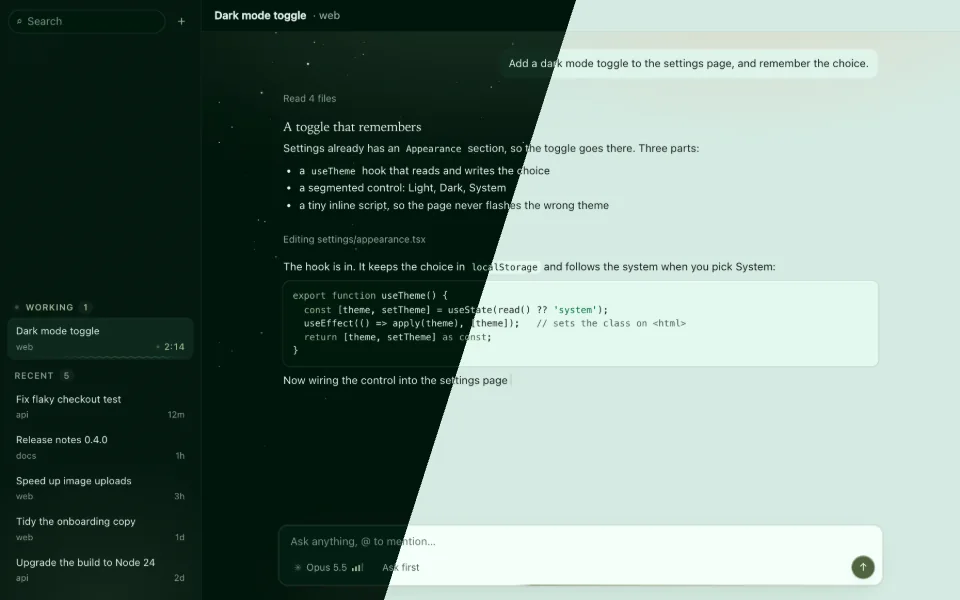 Search
+
Dark mode toggle · web
Add a dark mode toggle to the settings page, and remember the choice.
Read 4 files
A toggle that remembers
Settings already has an Appearance section, so the toggle goes there. Three parts:
• a useTheme hook that reads and writes the choice
• a segmented control: Light, Dark, System
• a tiny inline script, so the page never flashes the wrong theme
Editing settings/appearance.tsx
The hook is in. It keeps the choice in localStorage and follows the system when you pick System:
export function useTheme() {
const [theme, setTheme] = useState(read() ?? 'system');
useEffect(() => apply(theme), [theme]); // sets the class on <html>
return [theme, setTheme] as const;
}
Now wiring the control into the settings page
WORKING 1
Dark mode toggle
web 2:14
RECENT 5
Fix flaky checkout test
api 12m
Release notes 0.4.0
docs 1h
Speed up image uploads
web 3h
Tidy the onboarding copy
web 1d
Upgrade the build to Node 24
api 2d
Ask anything, @ to mention...
Opus 5.5 Ask first